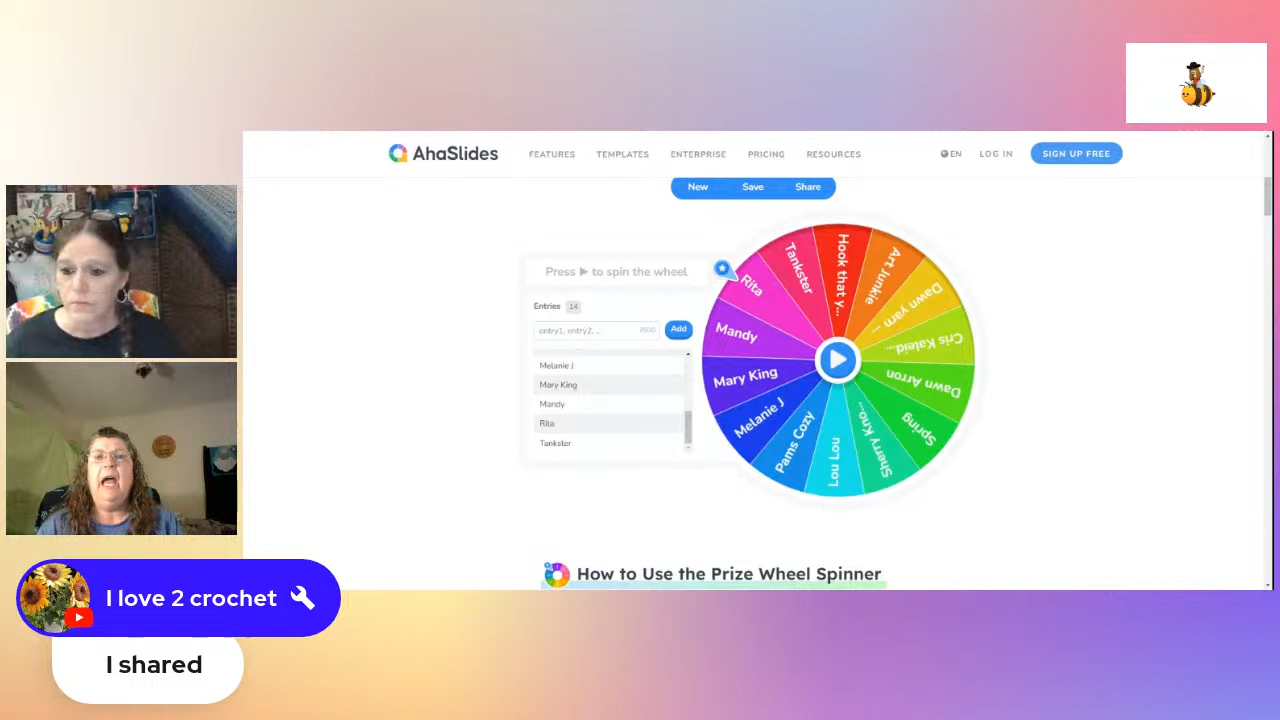 AhaSlides
FEATURES
TEMPLATES
ENTERPRISE
PRICING
RESOURCES
EN
LOG IN
SIGN UP FREE
New
Save
Share
Press ▶ to spin the wheel
Entries 14
entry1, entry2, ..
Add
Melanie J
Mary King
Mandy
Rita
Tankster
Rita
Tankster
Hook that y...
Art Junkie
Dawn yarn ...
Cris Kaleid...
Dawn Arron
Spring
Sherry Kno...
Lou Lou
Pams Cozy
Melanie J
Mary King
Mandy
How to Use the Prize Wheel Spinner
I love 2 crochet
I shared